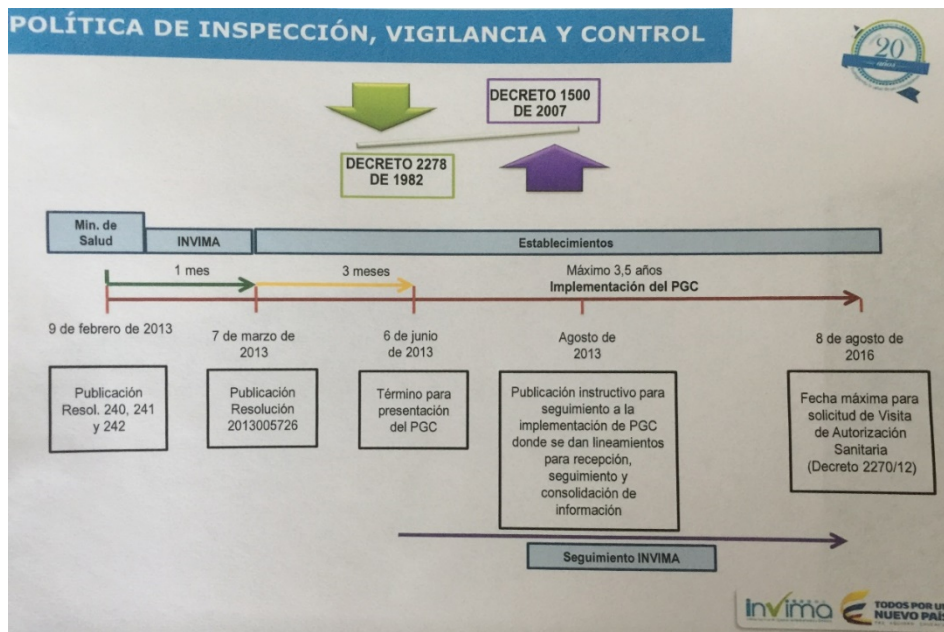 POLÍTICA DE INSPECCIÓN, VIGILANCIA Y CONTROL
20
años
DECRETO 1500
DE 2007
DECRETO 2278
DE 1982
Min. de
Salud
INVIMA
Establecimientos
1 mes
3 meses
Máximo 3,5 años
Implementación del PGC
9 de febrero de 2013
7 de marzo de
2013
6 de junio
de 2013
Agosto de
2013
8 de agosto de
2016
Publicación
Resol. 240, 241
y 242
Publicación
Resolución
2013005726
Término para
presentación
del PGC
Publicación instructivo para
seguimiento a la
implementación de PGC
donde se dan lineamientos
para recepción,
seguimiento y
consolidación de
información
Fecha máxima para
solicitud de Visita
de Autorización
Sanitaria
(Decreto 2270/12)
Seguimiento INVIMA
invima
TODOS POR U
NUEVO PAÍS